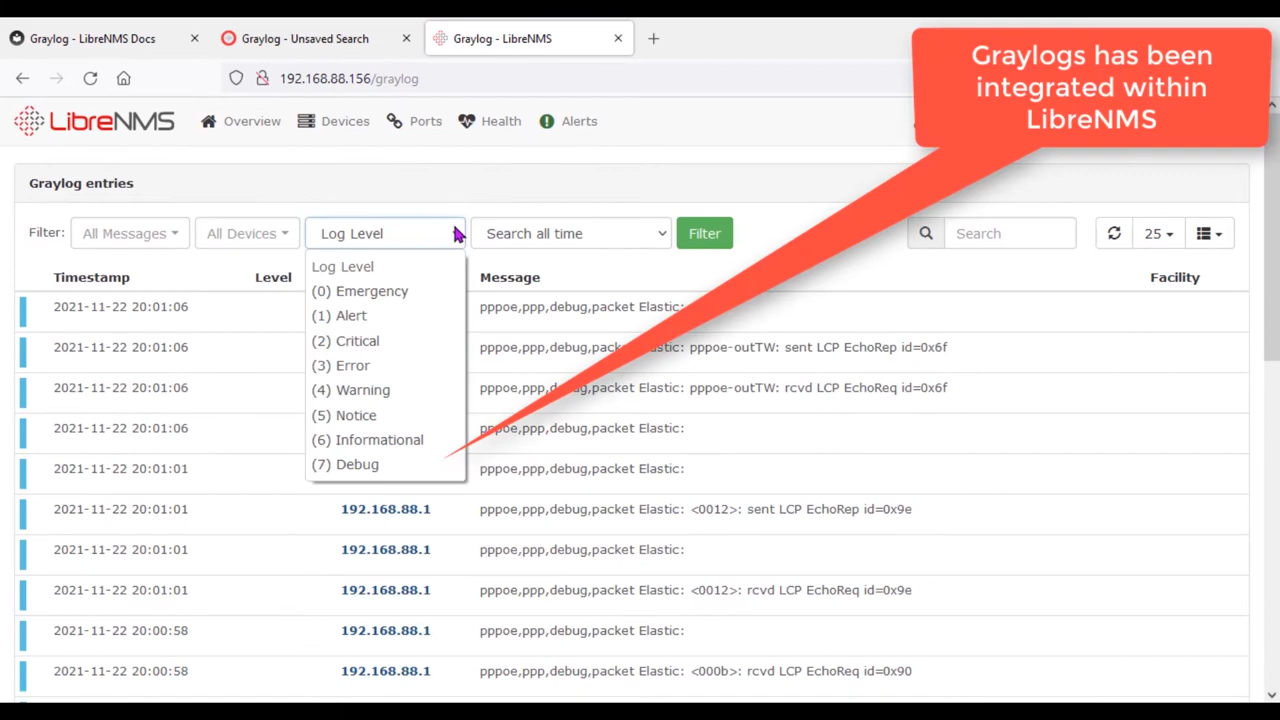 Graylog - LibreNMS Docs
Graylog - Unsaved Search
Graylog - LibreNMS
192.168.88.156/graylog
Graylogs has been
integrated within
LibreNMS
LibreNMS
Overview
Devices
Ports
Health
Alerts
Graylog entries
Filter:
All Messages
All Devices
Log Level
Search all time
Filter
Search
25
Timestamp
Level
Message
Facility
Log Level
(0) Emergency
(1) Alert
(2) Critical
(3) Error
(4) Warning
(5) Notice
(6) Informational
(7) Debug
2021-11-22 20:01:06 pppoe,ppp,debug,packet Elastic:
2021-11-22 20:01:06 pppoe,ppp,debug,packet Elastic: pppoe-outTW: sent LCP EchoRep id=0x6f
2021-11-22 20:01:06 pppoe,ppp,debug,packet Elastic: pppoe-outTW: rcvd LCP EchoReq id=0x6f
2021-11-22 20:01:06 pppoe,ppp,debug,packet Elastic:
2021-11-22 20:01:01 pppoe,ppp,debug,packet Elastic:
2021-11-22 20:01:01 192.168.88.1 pppoe,ppp,debug,packet Elastic: <0012>: sent LCP EchoRep id=0x9e
2021-11-22 20:01:01 192.168.88.1 pppoe,ppp,debug,packet Elastic:
2021-11-22 20:01:01 192.168.88.1 pppoe,ppp,debug,packet Elastic: <0012>: rcvd LCP EchoReq id=0x9e
2021-11-22 20:00:58 192.168.88.1 pppoe,ppp,debug,packet Elastic:
2021-11-22 20:00:58 192.168.88.1 pppoe,ppp,debug,packet Elastic: <000b>: rcvd LCP EchoReq id=0x90